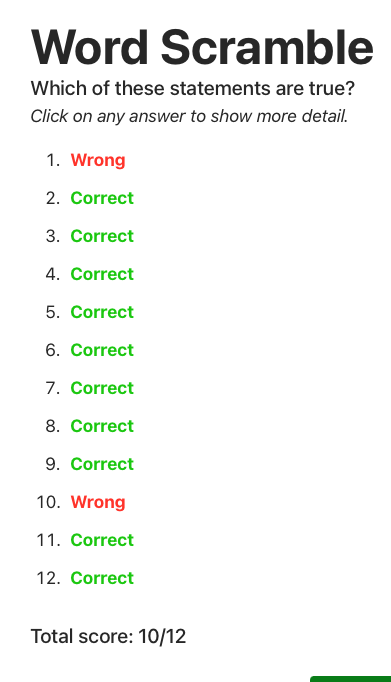 Word Scramble
Which of these statements are true?
Click on any answer to show more detail.
1. Wrong
2. Correct
3. Correct
4. Correct
5. Correct
6. Correct
7. Correct
8. Correct
9. Correct
10. Wrong
11. Correct
12. Correct
Total score: 10/12